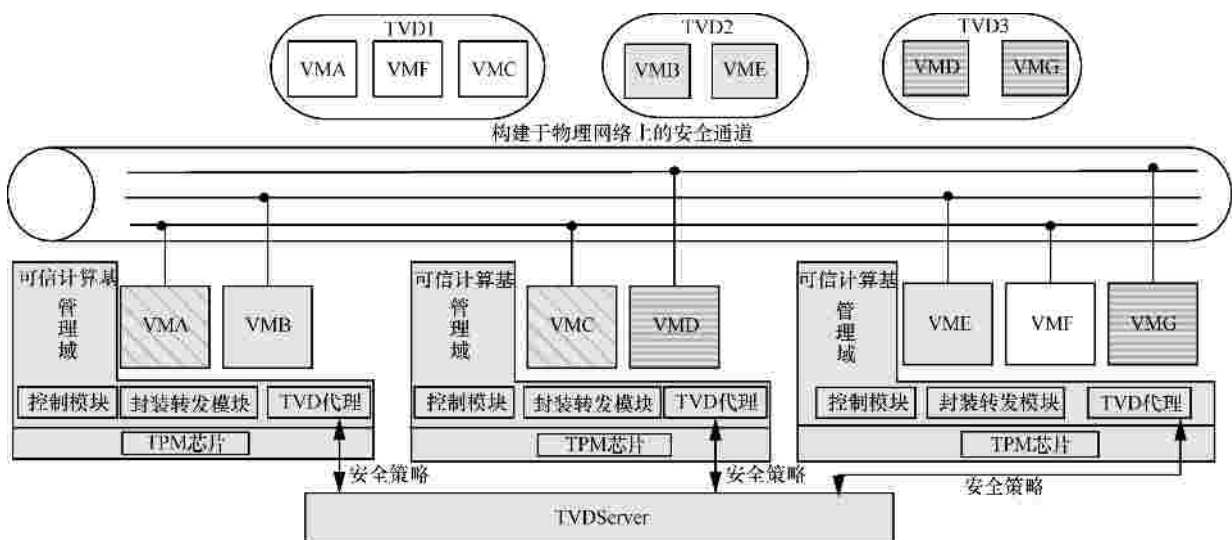 TVD1
VMA VMF VMC
TVD2
VMB VME
TVD3
VMD VMG
构建于物理网络上的安全通道
可信计算基
管理域
VMA VMB
控制模块 封装转发模块 TVD代理
TPM芯片
可信计算基
管理域
VMC VMD
控制模块 封装转发模块 TVD代理
TPM芯片
可信计算基
管理域
VME VMF VMG
控制模块 封装转发模块 TVD代理
TPM芯片
安全策略
安全策略
安全策略
TVDServer